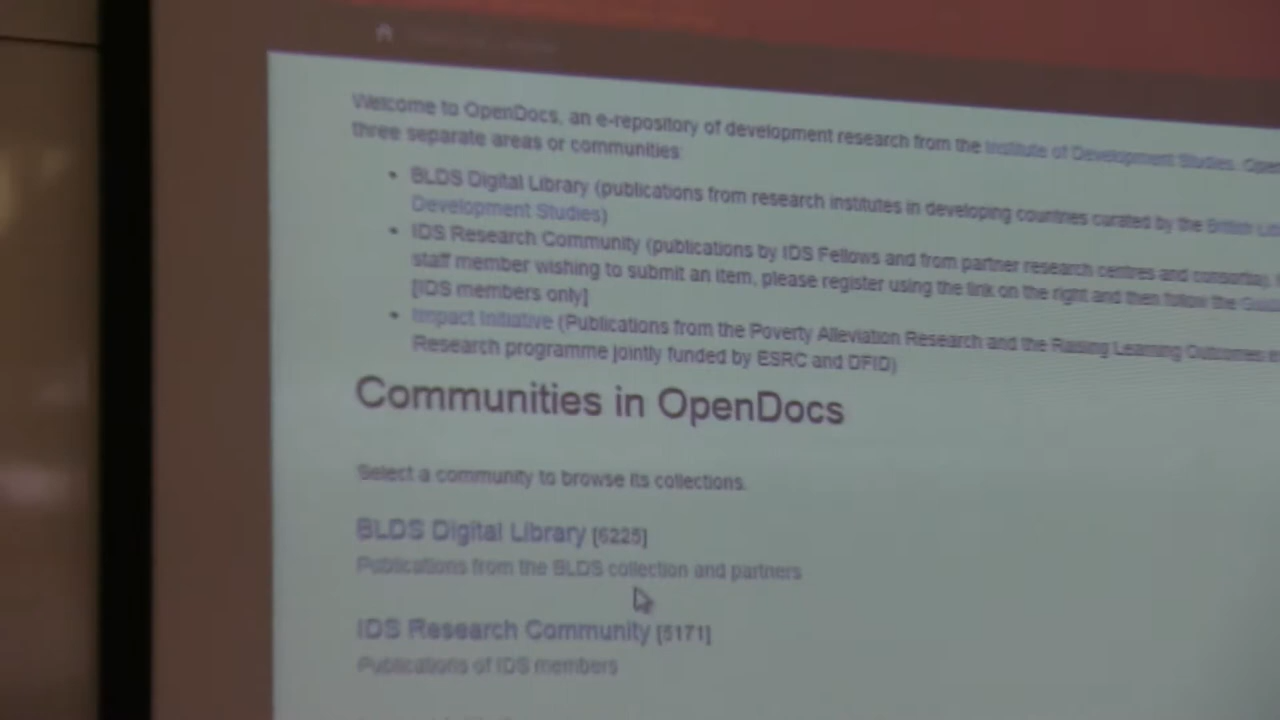 Welcome to OpenDocs, an e-repository of development research from the Institute of Development Studies. Open
three separate areas or communities:
• BLDS Digital Library (publications from research institutes in developing countries curated by the British Lib
Development Studies)
• IDS Research Community (publications by IDS Fellows and from partner research centres and consortia).
staff member wishing to submit an item, please register using the link on the right and then follow the
[IDS members only]
• Impact Initiative (Publications from the Poverty Alleviation Research and the Raising Learning Outcomes
Research programme jointly funded by ESRC and DFID)
Communities in OpenDocs
Select a community to browse its collections.
BLDS Digital Library [6225]
Publications from the BLDS collection and partners
IDS Research Community [5171]
Publications of IDS members